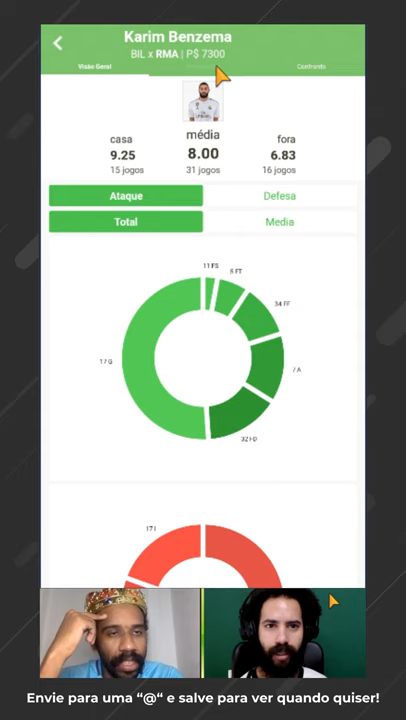 Karim Benzema
BIL x RMA | P$ 7300
Visão Geral
Confronto
casa
média
fora
9.25
8.00
6.83
15 jogos
31 jogos
16 jogos
Ataque
Defesa
Total
Media
11 FS
5 FT
34 FF
7 A
32 FD
17 G
17 I
Envie para uma “@“ e salve para ver quando quiser!